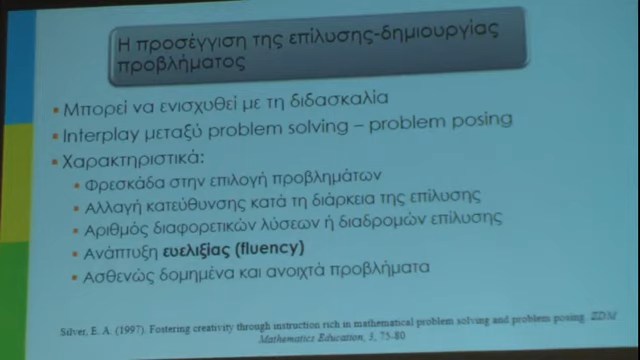 Η προσέγγιση της επίλυσης-δημιουργίας
προβλήματος
Μπορεί να ενισχυθεί με τη διδασκαλία
Interplay μεταξύ problem solving – problem posing
Χαρακτηριστικά:
Φρεσκάδα στην επιλογή προβλημάτων
Αλλαγή κατεύθυνσης κατά τη διάρκεια της επίλυσης
Αριθμός διαφορετικών λύσεων ή διαδρομών επίλυσης
Ανάπτυξη ευελιξίας (fluency)
Ασθενώς δομημένα και ανοιχτά προβλήματα
Silver, E. A. (1997). Fostering creativity through instruction rich in mathematical problem solving and problem posing. ZDM
Mathematics Education, 3, 75-80